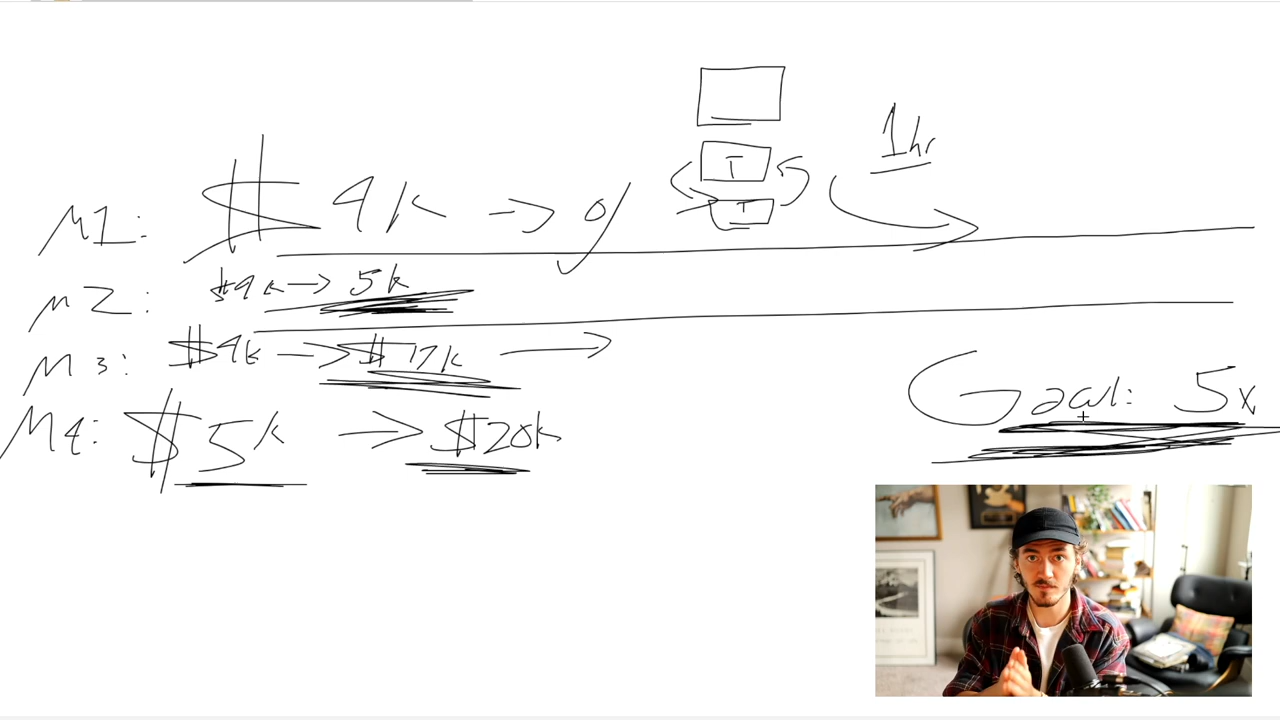 T
1hr
M1: $ 9k → 0
T
M2: $9k → 5k
M3: $9k → $17k →
Goal: 5x
M4: $5k → $20k